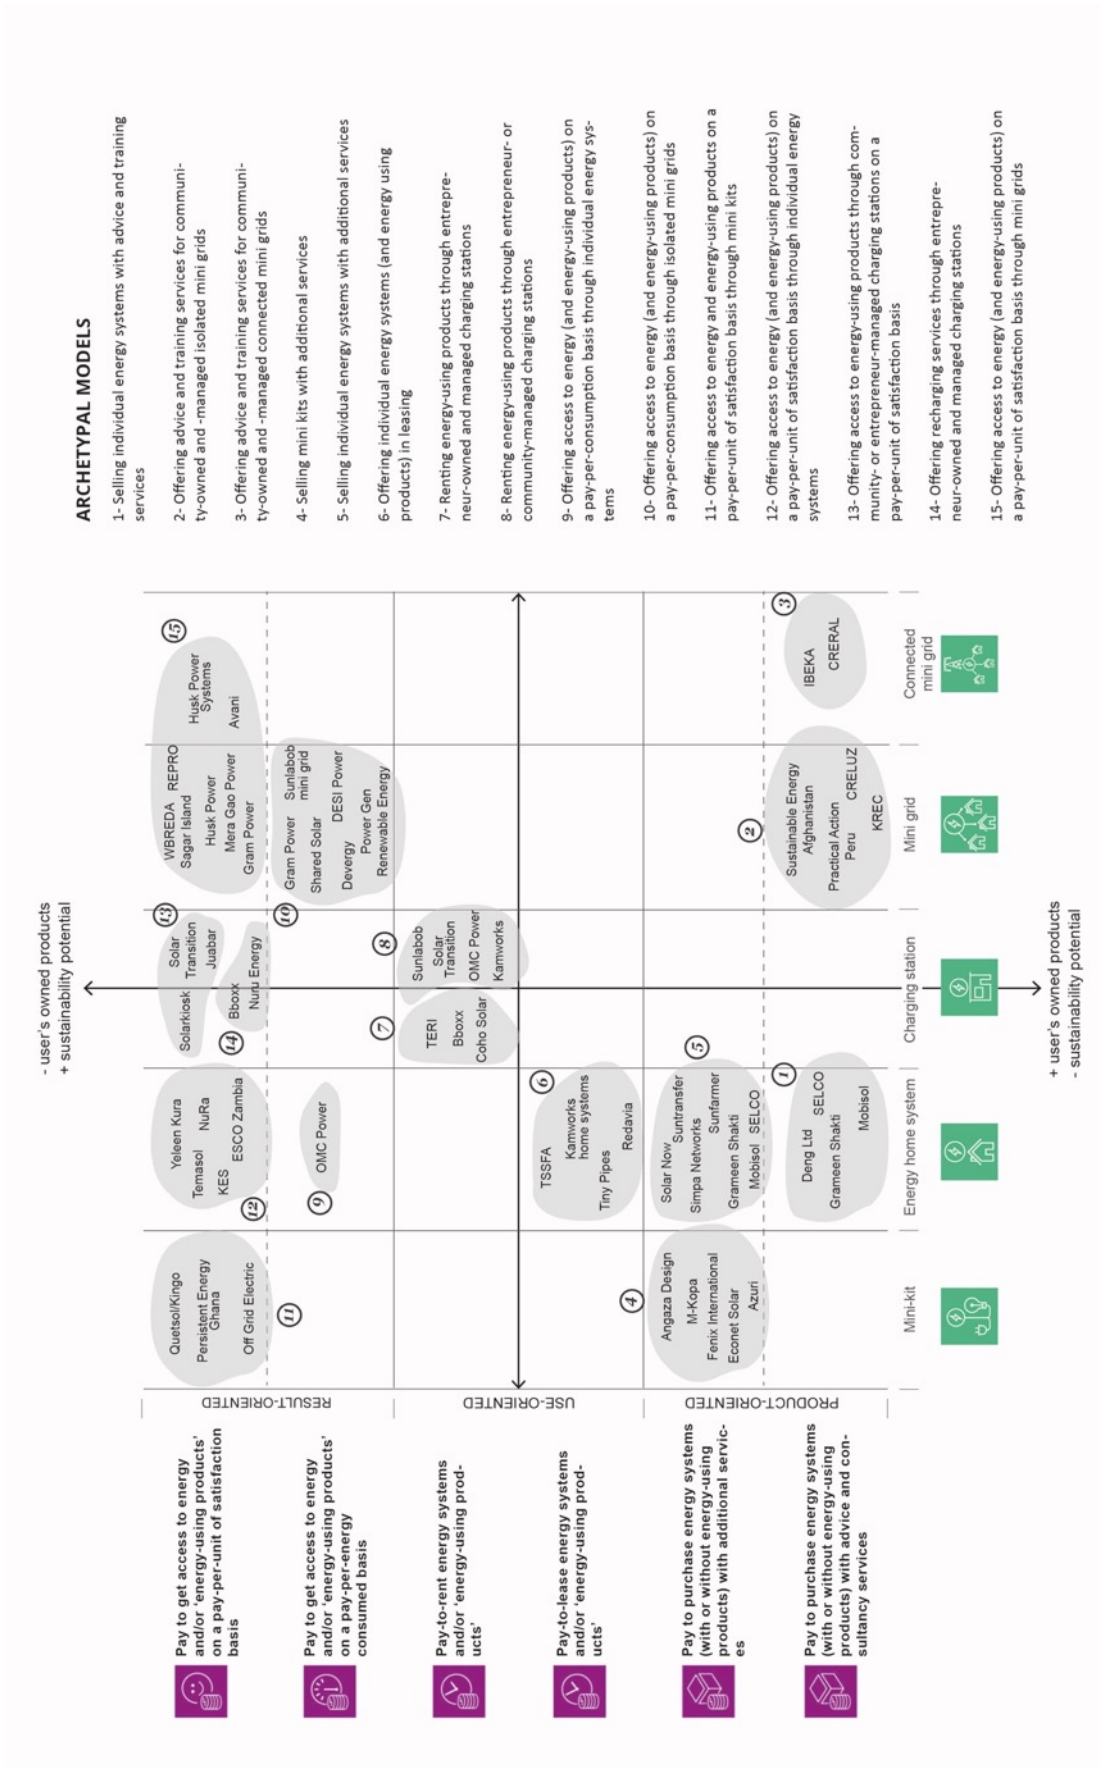 - user's owned products
+ sustainability potential
Pay to get access to energy
and/or 'energy-using products'
on a pay-per-unit of satisfaction
basis
Pay to get access to energy
and/or 'energy-using products'
on a pay-per-energy
consumed basis
Pay-to-rent energy systems
and/or 'energy-using prod-
ucts'
Pay-to-lease energy systems
and/or 'energy-using prod-
ucts'
Pay to purchase energy systems
(with or without energy-using
products) with additional servic-
es
Pay to purchase energy systems
(with or without energy-using
products) with advice and con-
sultancy services
RESULT-ORIENTED
USE-ORIENTED
PRODUCT-ORIENTED
Quetsol/Kingo
Persistent Energy
Ghana
Off Grid Electric
11
Yeleen Kura
Temasol NuRa
KES
ESCO Zambia
12
Solarkiosk
Solar
Transition
Juabar
13
Bboxx
Nuru Energy
14
WBREDA REPRO
Sagar Island
Husk Power
Mera Gao Power
Gram Power
Husk Power
Systems
Avani
15
OMC Power
9
10
Gram Power
Sunlabob
mini grid
Shared Solar
Devergy
DESI Power
Power Gen
Renewable Energy
7
TERI
Bboxx
Coho Solar
8
Sunlabob
Solar
Transition
OMC Power
Kamworks
6
TSSFA
Kamworks
home systems
Tiny Pipes
Redavia
4
Angaza Design
M-Kopa
Fenix International
Econet Solar
Azuri
5
Solar Now
Suntransfer
Simpa Networks
Sunfarmer
Grameen Shakti
Mobisol SELCO
1
Deng Ltd SELCO
Grameen Shakti
Mobisol
2
Sustainable Energy
Afghanistan
Practical Action
Peru
CRELUZ
KREC
3
IBEKA
CRERAL
Mini-kit
Energy home system
Charging station
Mini grid
Connected
mini grid
+ user's owned products
- sustainability potential
ARCHETYPAL MODELS
1- Selling individual energy systems with advice and training
services
2- Offering advice and training services for communi-
ty-owned and -managed isolated mini grids
3- Offering advice and training services for communi-
ty-owned and -managed connected mini grids
4- Selling mini kits with additional services
5- Selling individual energy systems with additional services
6- Offering individual energy systems (and energy using
products) in leasing
7- Renting energy-using products through entrepre-
neur-owned and managed charging stations
8- Renting energy-using products through entrepreneur- or
community-managed charging stations
9- Offering access to energy (and energy-using products) on
a pay-per-consumption basis through individual energy sys-
tems
10- Offering access to energy (and energy-using products) on
a pay-per-consumption basis through isolated mini grids
11- Offering access to energy and energy-using products on a
pay-per-unit of satisfaction basis through mini kits
12- Offering access to energy (and energy-using products) on
a pay-per-unit of satisfaction basis through individual energy
systems
13- Offering access to energy-using products through com-
munity- or entrepreneur-managed charging stations on a
pay-per-unit of satisfaction basis
14- Offering recharging services through entrepre-
neur-owned and managed charging stations
15- Offering access to energy (and energy-using products) on
a pay-per-unit of satisfaction basis through mini grids